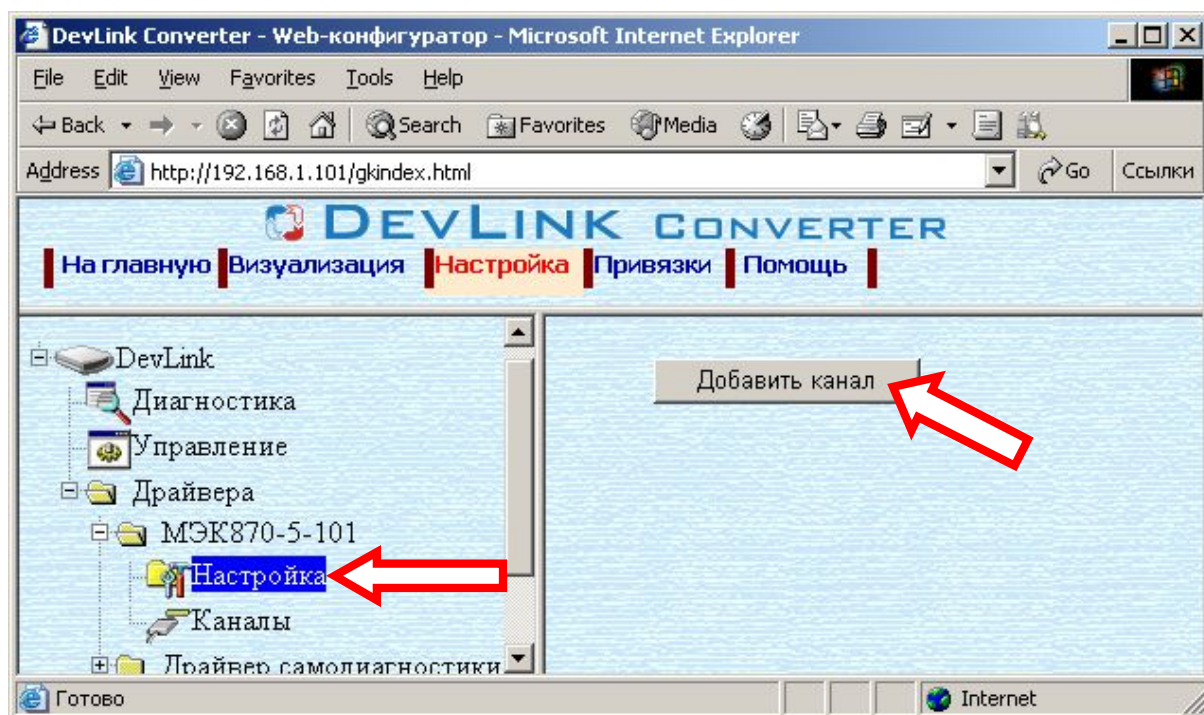 DevLink Converter - Web-конфигуратор - Microsoft Internet Explorer
File Edit View Favorites Tools Help
Back Search Favorites Media
Address http://192.168.1.101/gkindex.html Go Ссылки
DEVLINK CONVERTER
На главную Визуализация Настройка Привязки Помощь
DevLink
Диагностика
Управление
Драйвера
МЭК870-5-101
Настройка
Каналы
Драйвер самодиагностики
Добавить канал
Готово Internet